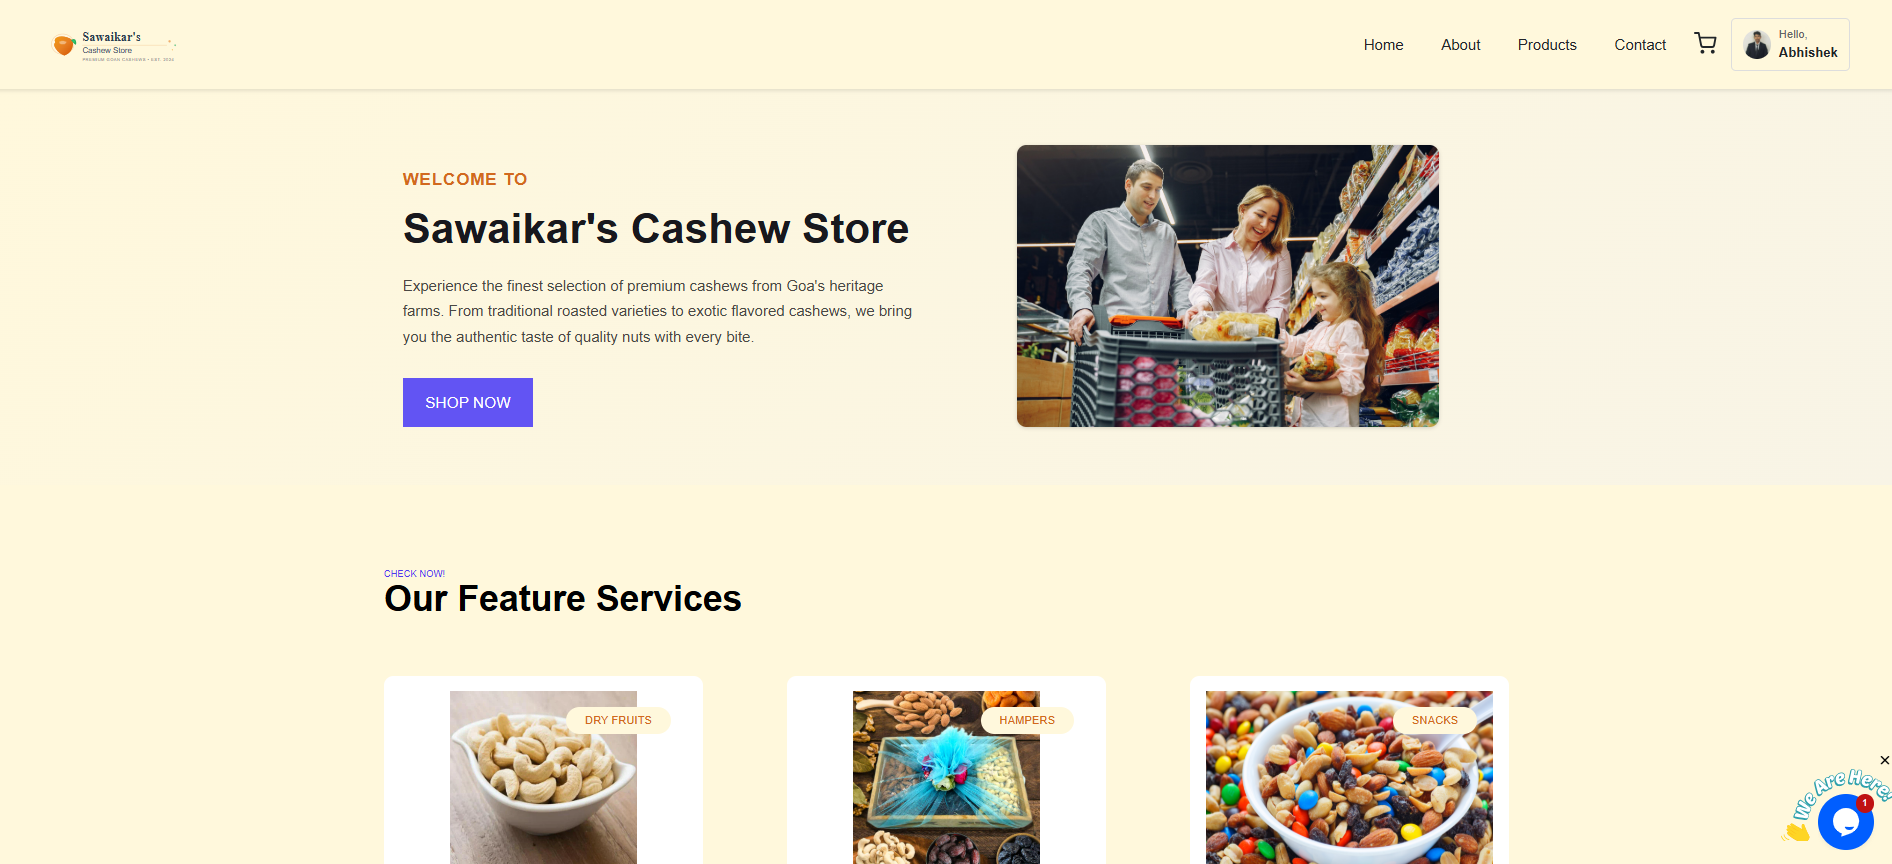 Sawaikar's
Cashew Store
PREMIUM GOAN CASHEWS • EST. 2004
Home
About
Products
Contact
Hello,
Abhishek
WELCOME TO
Sawaikar's Cashew Store
Experience the finest selection of premium cashews from Goa's heritage
farms. From traditional roasted varieties to exotic flavored cashews, we bring
you the authentic taste of quality nuts with every bite.
SHOP NOW
CHECK NOW!
Our Feature Services
DRY FRUITS
HAMPERS
SNACKS
We Are Here!
1